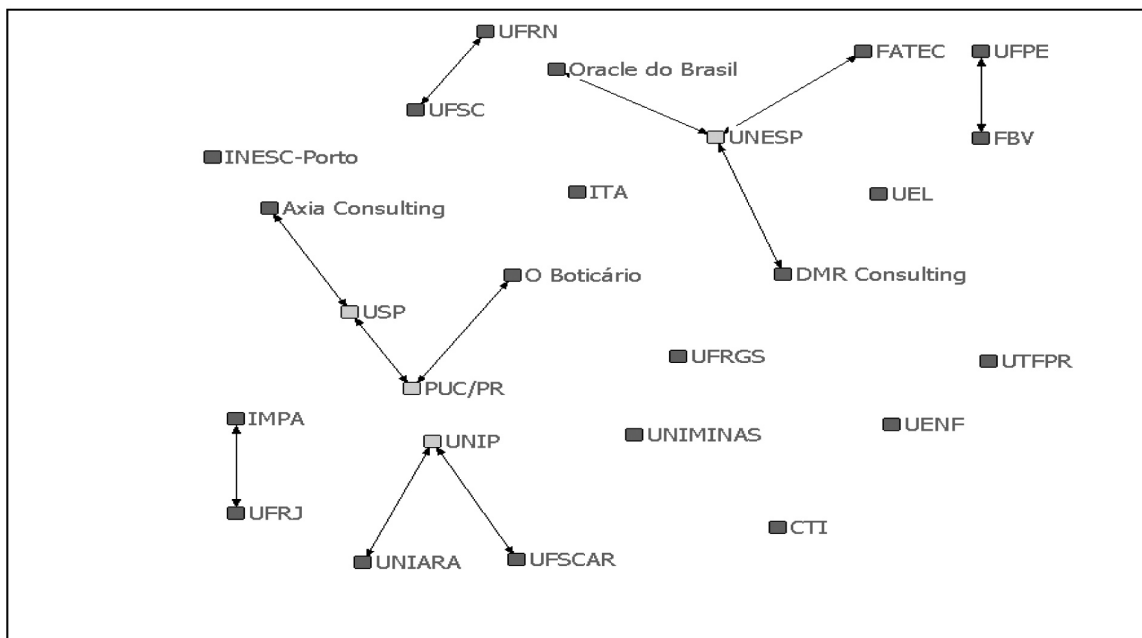 UFRN
FATEC
UFPE
Oracle do Brasil
UFSC
UNESP
FBV
INESC-Porto
ITA
UEL
Axia Consulting
O Boticário
DMR Consulting
USP
UFRGS
UTFPR
PUC/PR
IMPA
UENF
UNIMINAS
UNIP
UFRJ
CTI
UNIARA
UFSCAR